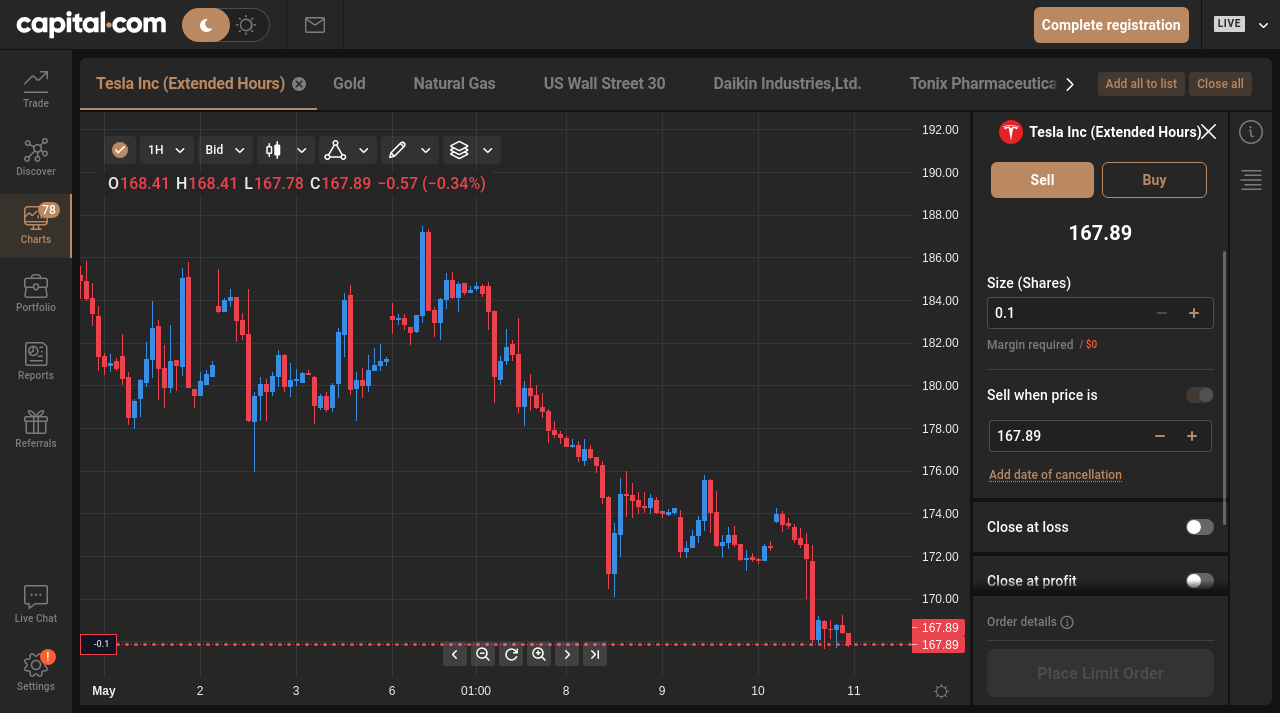 capital.com
Complete registration
LIVE
Trade
Discover
78
Charts
Portfolio
Reports
Referrals
Live Chat
!
Settings
Tesla Inc (Extended Hours)
Gold
Natural Gas
US Wall Street 30
Daikin Industries,Ltd.
Tonix Pharmaceutica
Add all to list
Close all
1H
Bid
O168.41 H168.41 L167.78 C167.89 −0.57 (−0.34%)
192.00
190.00
188.00
186.00
184.00
182.00
180.00
178.00
176.00
174.00
172.00
170.00
167.89
167.89
-0.1
May
2
3
6
01:00
8
9
10
11
Tesla Inc (Extended Hours)
Sell
Buy
167.89
Size (Shares)
0.1
Margin required / $0
Sell when price is
167.89
Add date of cancellation
Close at loss
Close at profit
Order details
Place Limit Order